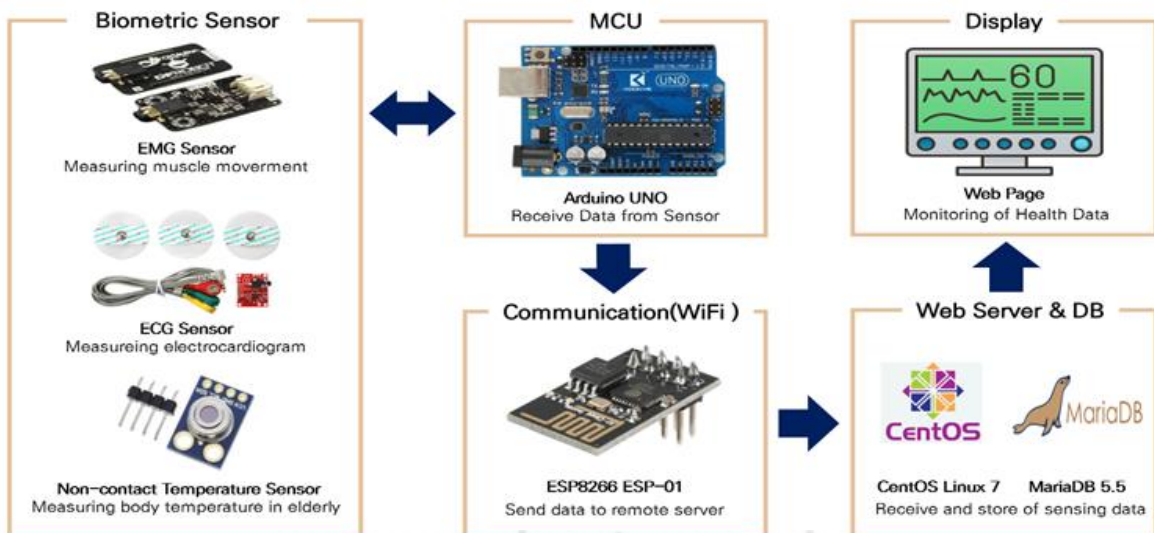 Biometric Sensor
EMG Sensor
Measuring muscle moverment
ECG Sensor
Measureing electrocardiogram
Non-contact Temperature Sensor
Measuring body temperature in elderly
MCU
UNO
Arduino UNO
Receive Data from Sensor
Communication(WiFi )
ESP8266 ESP-01
Send data to remote server
Display
60
Web Page
Monitoring of Health Data
Web Server & DB
CentOS
MariaDB
CentOS Linux 7 MariaDB 5.5
Receive and store of sensing data